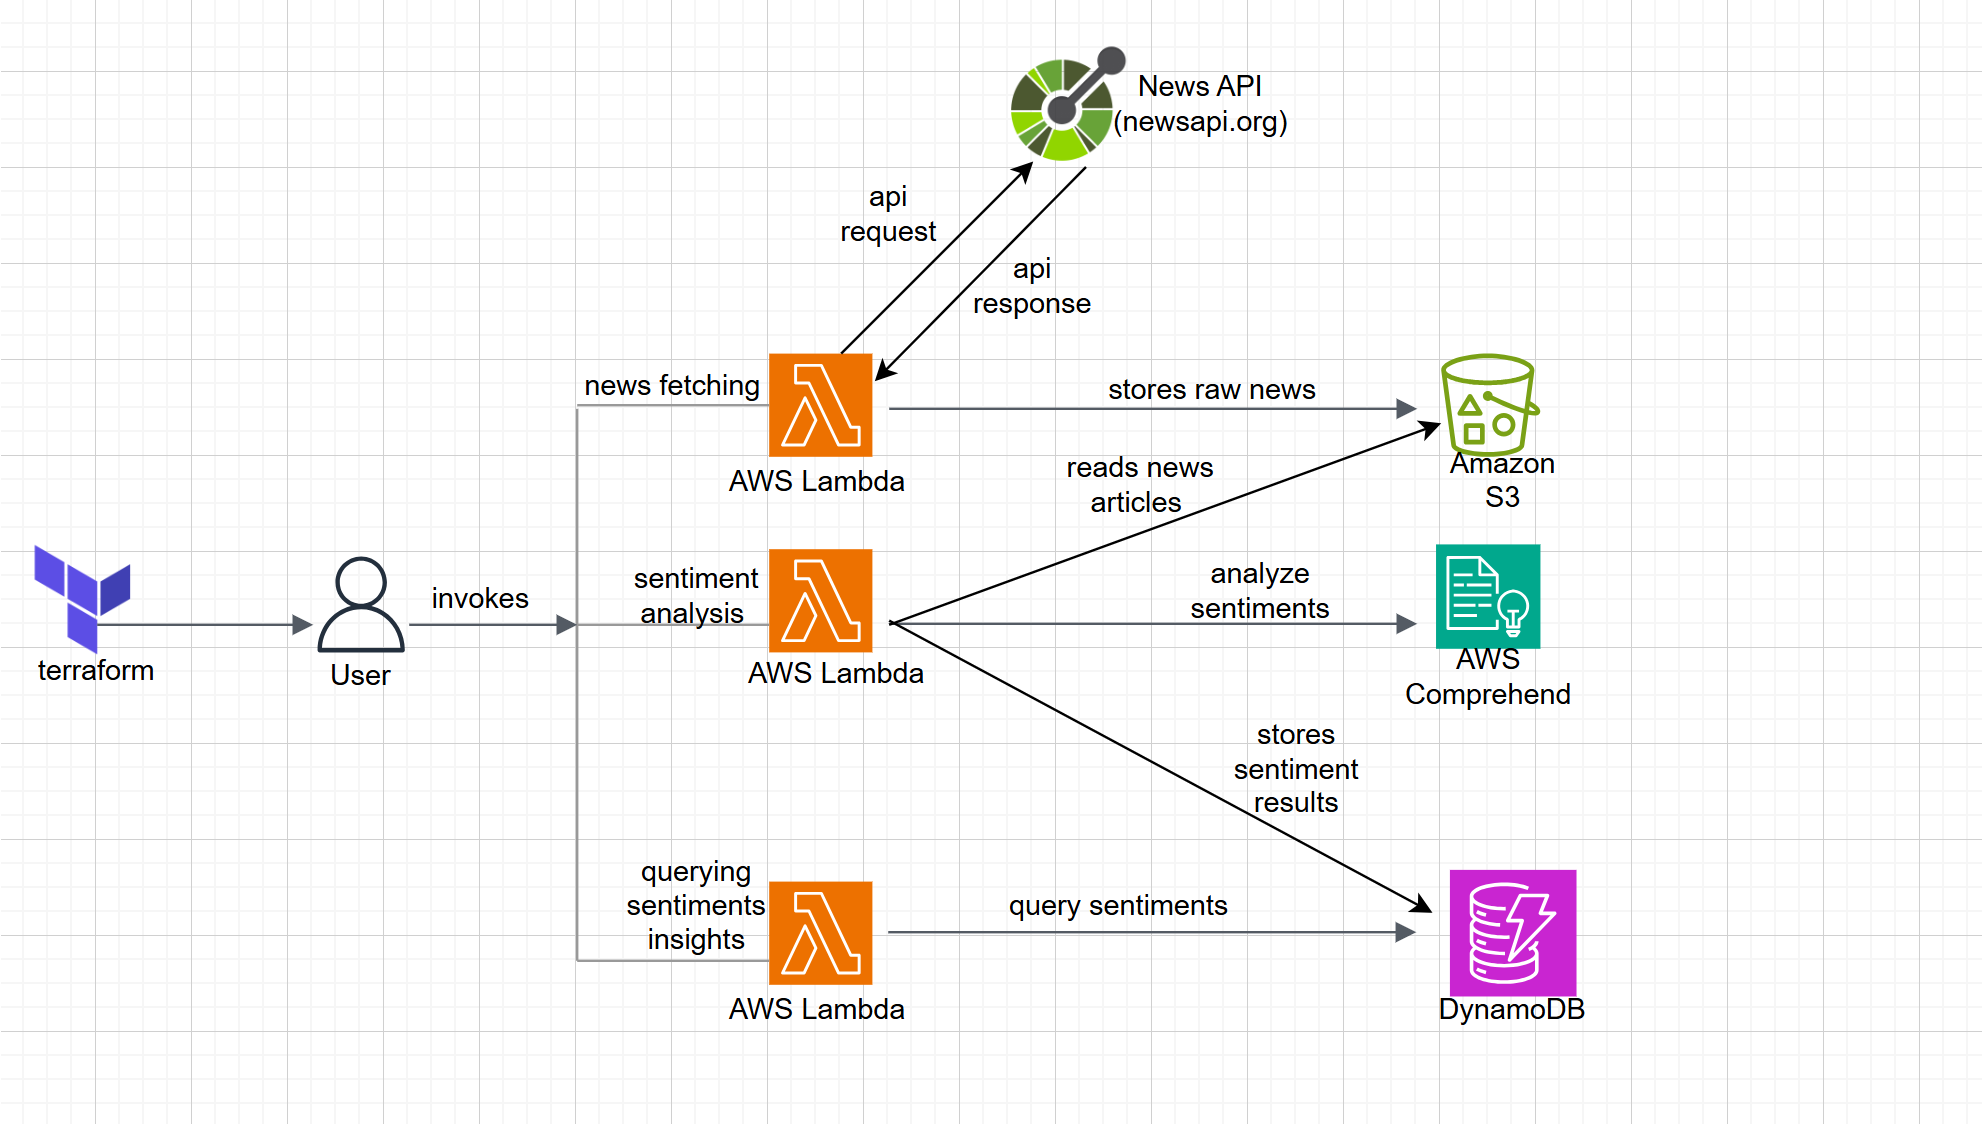 News API
(newsapi.org)
api
request
api
response
news fetching
stores raw news
AWS Lambda
reads news
articles
Amazon
S3
terraform
User
invokes
sentiment
analysis
AWS Lambda
analyze
sentiments
AWS
Comprehend
stores
sentiment
results
querying
sentiments
insights
query sentiments
AWS Lambda
DynamoDB